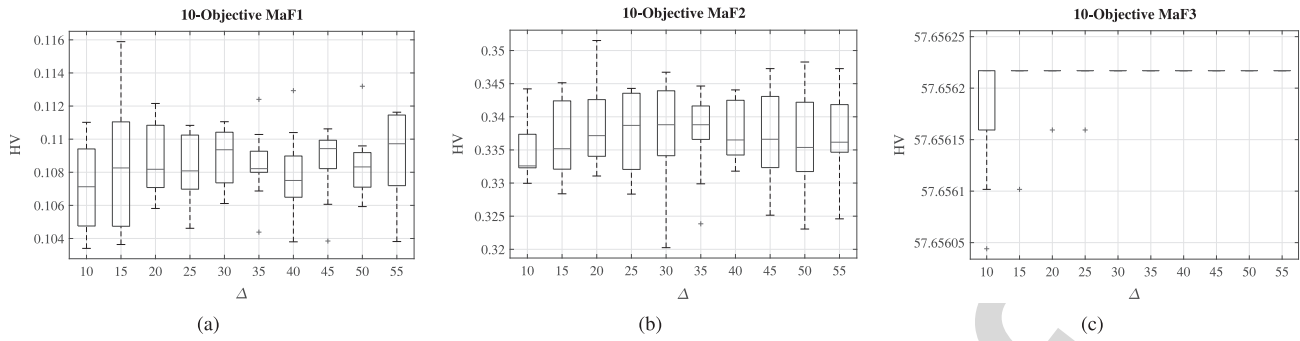 10-Objective MaF1
0.116
0.114
0.112
0.11
0.108
0.106
0.104
HV
10 15 20 25 30 35 40 45 50 55
Δ
(a)
10-Objective MaF2
0.35
0.345
0.34
0.335
0.33
0.325
0.32
HV
10 15 20 25 30 35 40 45 50 55
Δ
(b)
10-Objective MaF3
57.65625
57.6562
57.65615
57.6561
57.65605
HV
10 15 20 25 30 35 40 45 50 55
Δ
(c)